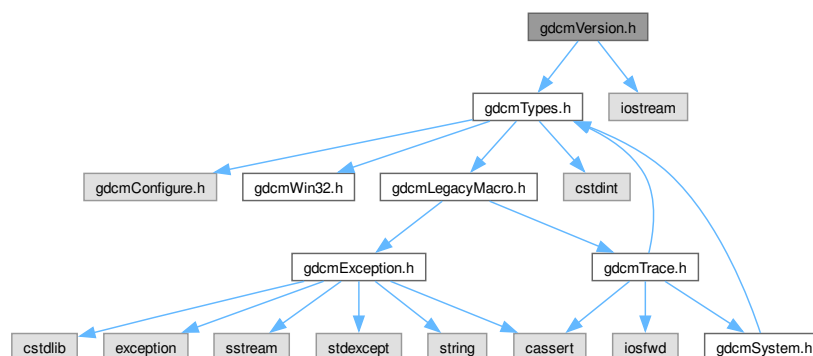 gdcmVersion.h
gdcmTypes.h
iostream
gdcmConfigure.h
gdcmWin32.h
gdcmLegacyMacro.h
cstdint
gdcmException.h
gdcmTrace.h
cstdlib
exception
sstream
stdexcept
string
cassert
iosfwd
gdcmSystem.h